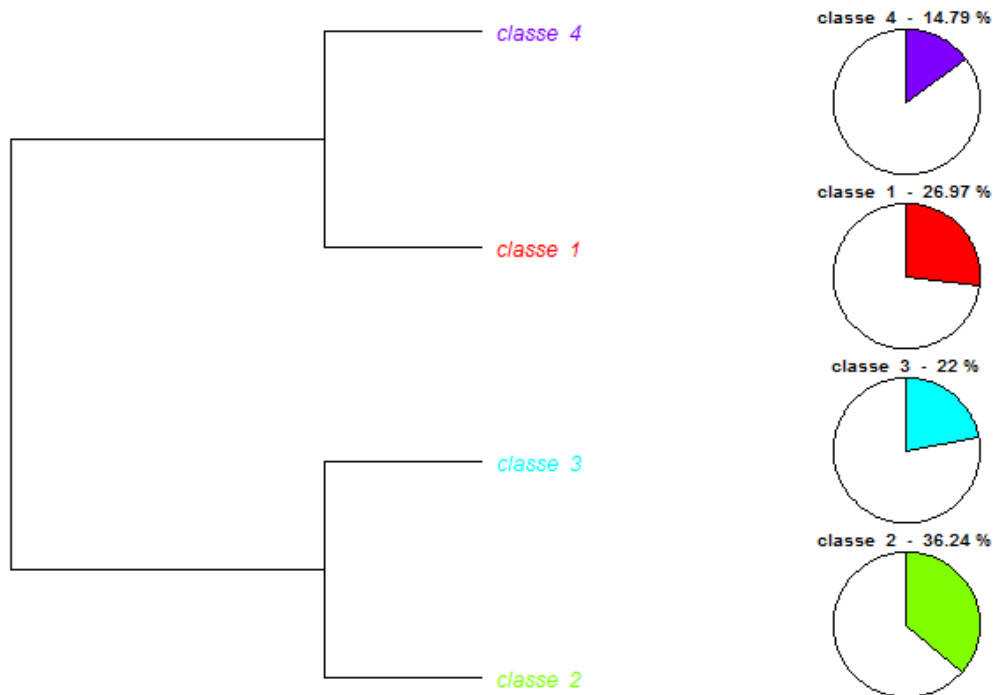 classe 4
classe 4 - 14.79 %
classe 1 - 26.97 %
classe 1
classe 3 - 22 %
classe 3
classe 2 - 36.24 %
classe 2